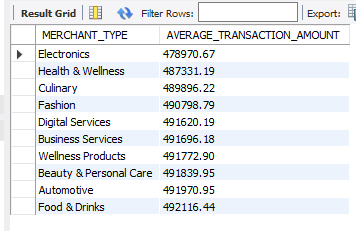 Result Grid Filter Rows: Export:
MERCHANT_TYPE AVERAGE_TRANSACTION_AMOUNT
Electronics 478970.67
Health & Wellness 487331.19
Culinary 489896.22
Fashion 490798.79
Digital Services 491620.19
Business Services 491696.18
Wellness Products 491772.90
Beauty & Personal Care 491839.95
Automotive 491970.95
Food & Drinks 492116.44